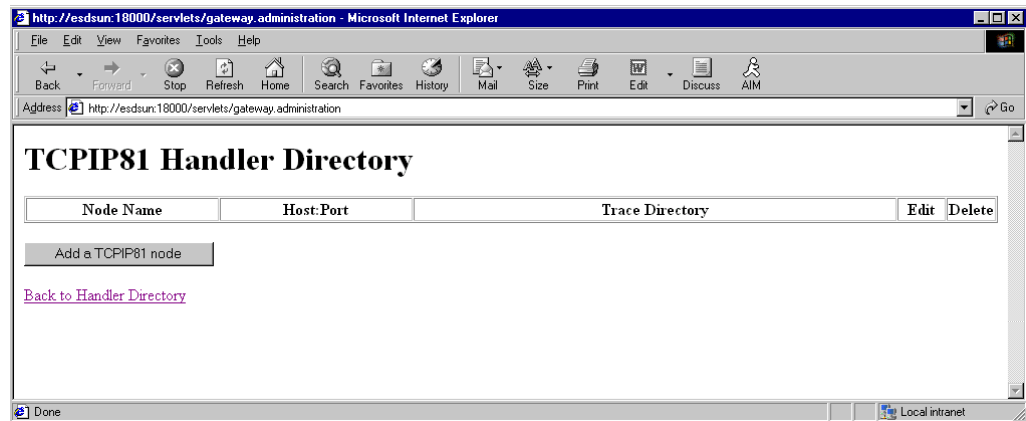 http://esdsun:18000/servlets/gateway.administration - Microsoft Internet Explorer
File Edit View Favorites Tools Help
Back Forward Stop Refresh Home Search Favorites History Mail Size Print Edit Discuss AIM
Address http://esdsun:18000/servlets/gateway.administration Go
TCPIP81 Handler Directory
Node Name Host:Port Trace Directory Edit Delete
Add a TCPIP81 node
Back to Handler Directory
Done Local intranet